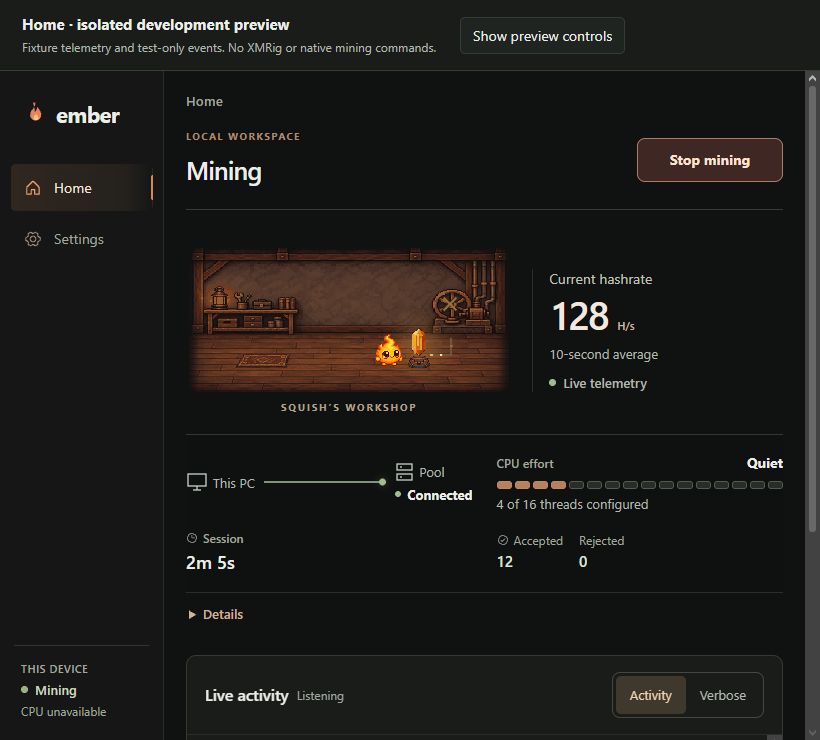 Home · isolated development preview
Fixture telemetry and test-only events. No XMRig or native mining commands.
Show preview controls
ember
Home
Settings
THIS DEVICE
Mining
CPU unavailable
Home
LOCAL WORKSPACE
Mining
Stop mining
SQUISH'S WORKSHOP
Current hashrate
128 H/s
10-second average
Live telemetry
This PC
Pool
Connected
CPU effort
Quiet
4 of 16 threads configured
Session
2m 5s
Accepted
12
Rejected
0
Details
Live activity Listening
Activity
Verbose